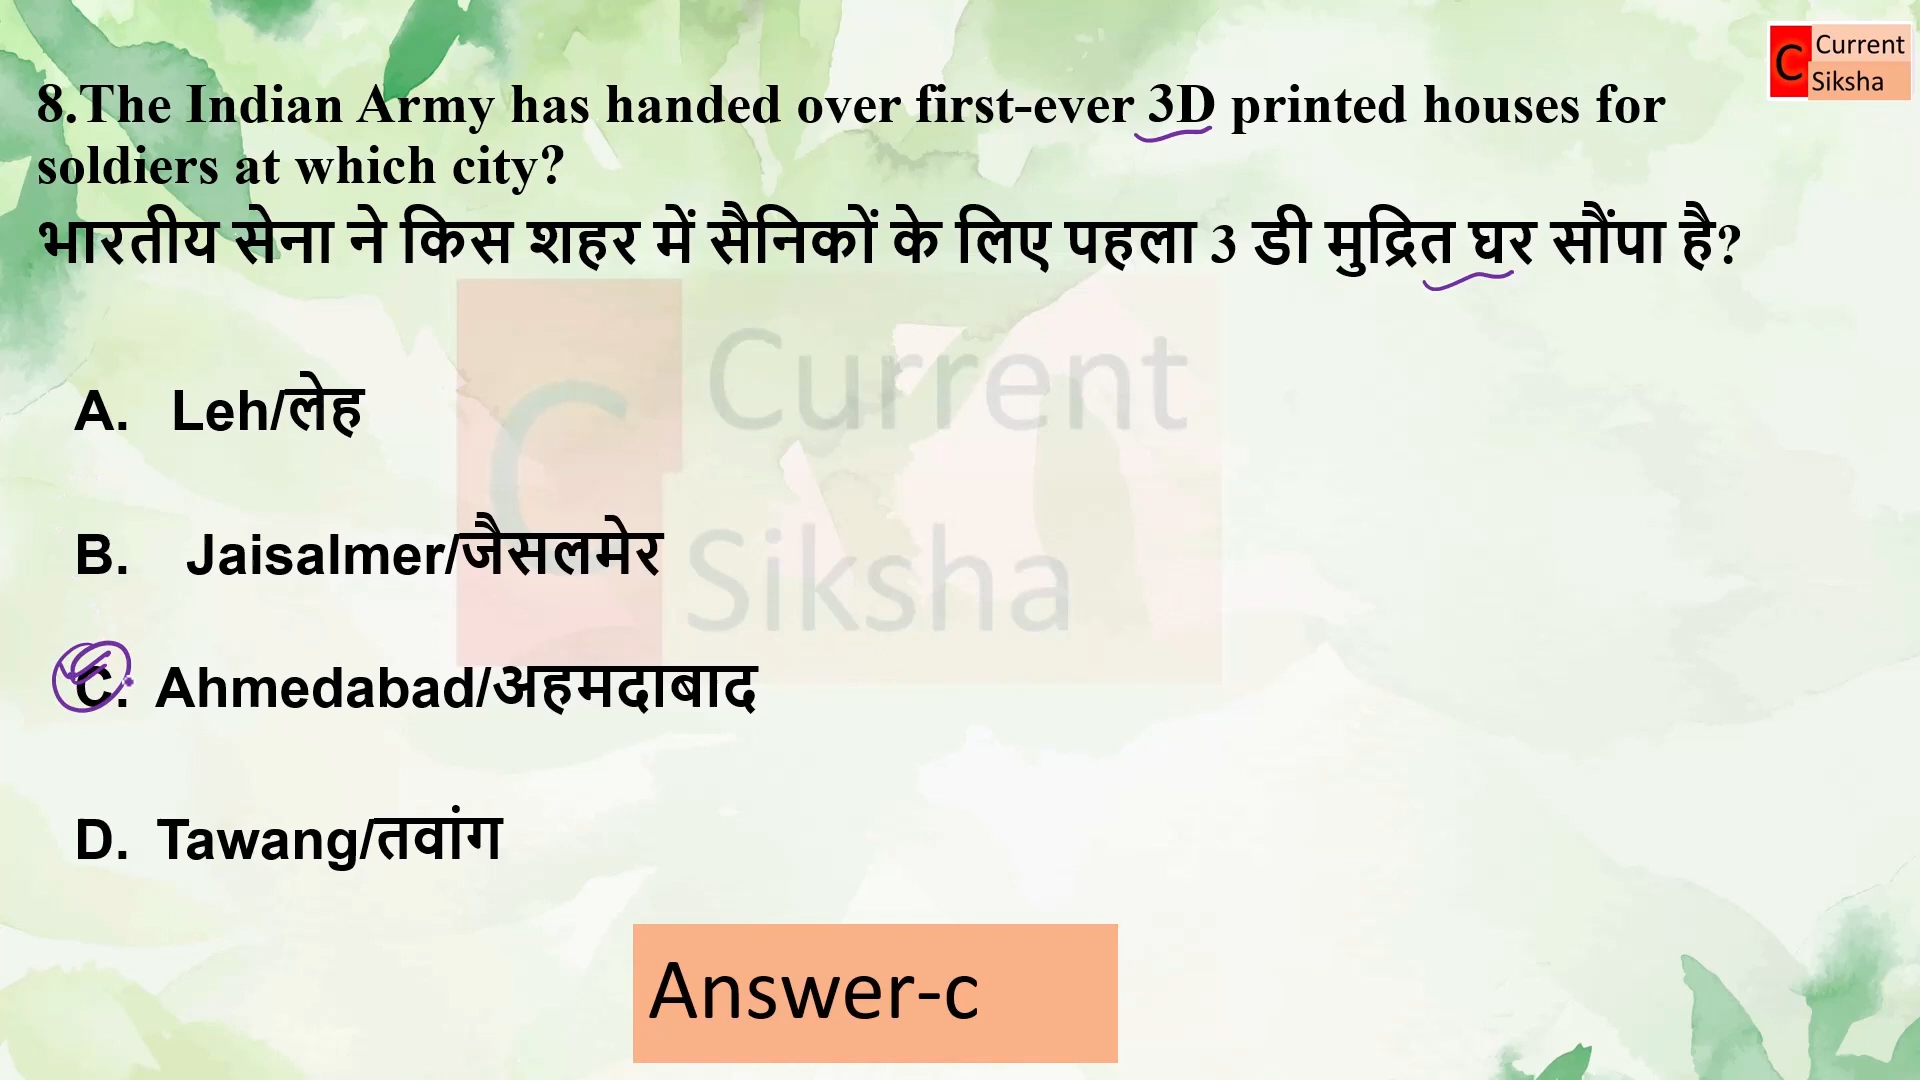 C Current
Siksha
8.The Indian Army has handed over first-ever 3D printed houses for
soldiers at which city?
भारतीय सेना ने किस शहर में सैनिकों के लिए पहला 3 डी मुद्रित घर सौंपा है?
C Current
Siksha
A. Leh/लेह
B. Jaisalmer/जैसलमेर
C. Ahmedabad/अहमदाबाद
D. Tawang/तवांग
Answer-c